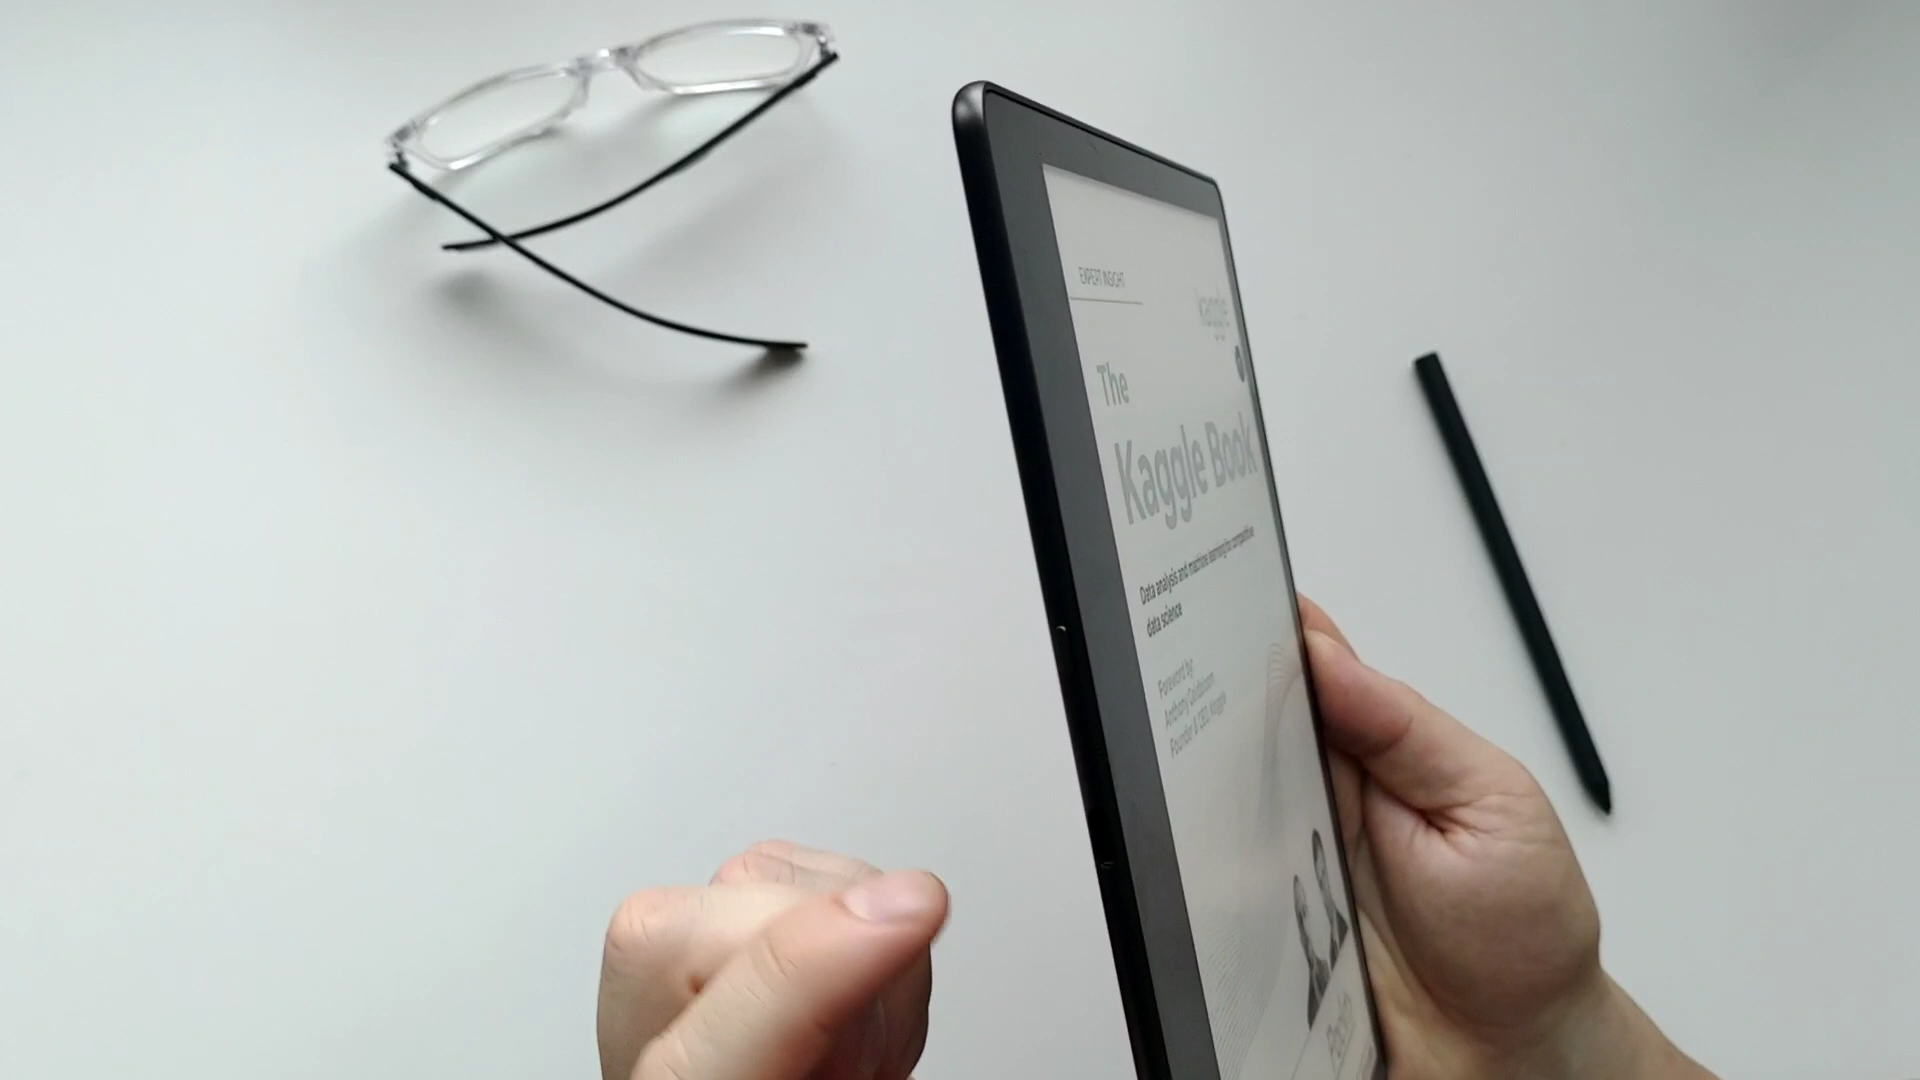 EXPERT INSIGHT
kaggle
The
Kaggle Book
Data analysis and machine learning for competitive
data science
Foreword by:
Anthony Goldbloom
Founder & CEO, Kaggle
Packt